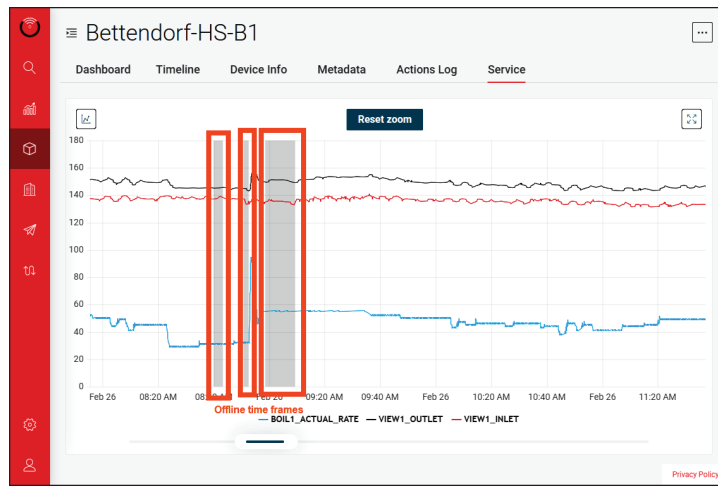 Bettendorf-HS-B1
Dashboard Timeline Device Info Metadata Actions Log Service
Reset zoom
180
160
140
120
100
80
60
40
20
0
Feb 26 08:20 AM Feb 26 09:20 AM 09:40 AM Feb 26 10:20 AM 10:40 AM Feb 26 11:20 AM
Offline time frames
BOIL1_ACTUAL_RATE VIEW1_OUTLET VIEW1_INLET
Privacy Policy